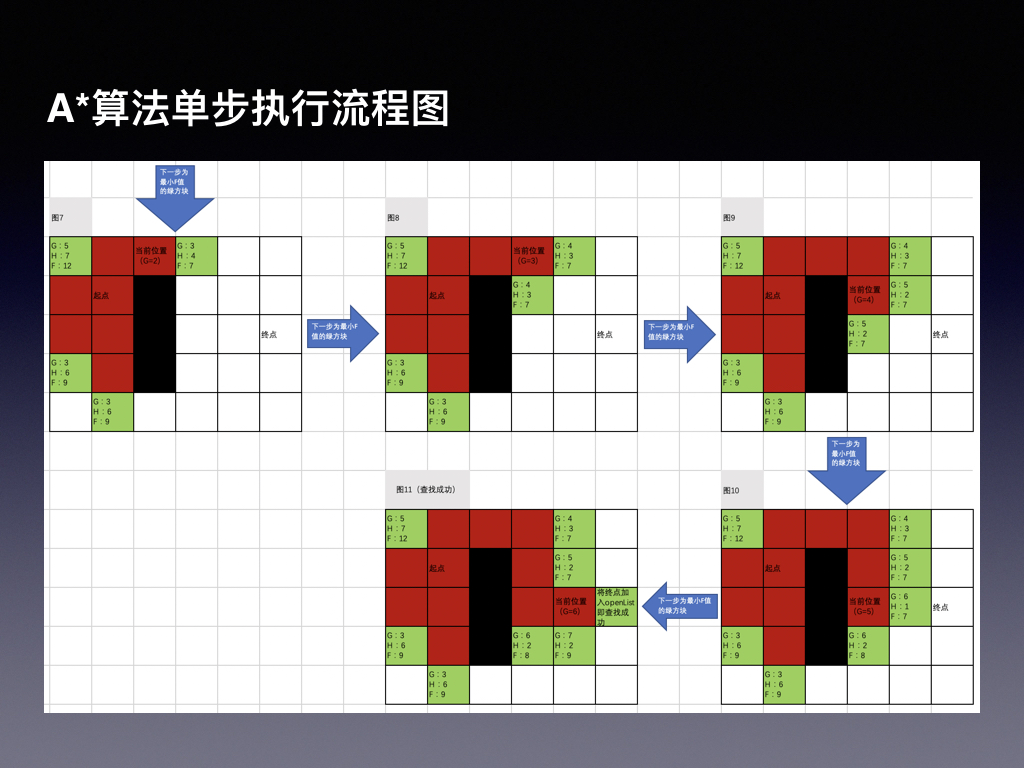 A*算法单步执行流程图
下一步为
最小F值
的绿方块
图7
G：5
H：7
F：12
当前位置
（G=2）
G：3
H：4
F：7
起点
终点
G：3
H：6
F：9
G：3
H：6
F：9
下一步为最小F
值的绿方块
图8
G：5
H：7
F：12
当前位置
（G=3）
G：4
H：3
F：7
起点
G：4
H：3
F：7
终点
G：3
H：6
F：9
G：3
H：6
F：9
下一步为最小F
值的绿方块
图9
G：5
H：7
F：12
G：4
H：3
F：7
起点
当前位置
（G=4）
G：5
H：2
F：7
G：5
H：2
F：7
终点
G：3
H：6
F：9
G：3
H：6
F：9
下一步为
最小F值
的绿方块
图10
G：5
H：7
F：12
G：4
H：3
F：7
起点
G：5
H：2
F：7
当前位置
（G=5）
G：6
H：1
F：7
终点
G：3
H：6
F：9
G：6
H：2
F：8
G：3
H：6
F：9
下一步为最小F值
的绿方块
图11（查找成功）
G：5
H：7
F：12
G：4
H：3
F：7
起点
G：5
H：2
F：7
当前位置
（G=6）
将终点加
入openList
即查找成
功
G：3
H：6
F：9
G：6
H：2
F：8
G：7
H：2
F：9
G：3
H：6
F：9